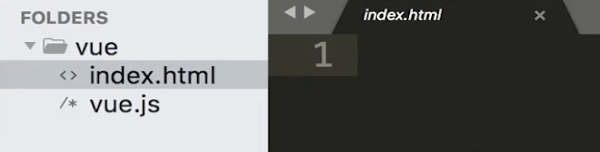 FOLDERS
index.html
vue
1
<> index.html
/* vue.js